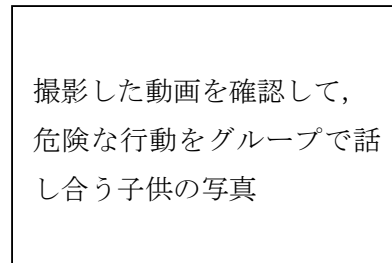 撮影した動画を確認して，
危険な行動をグループで話
し合う子供の写真